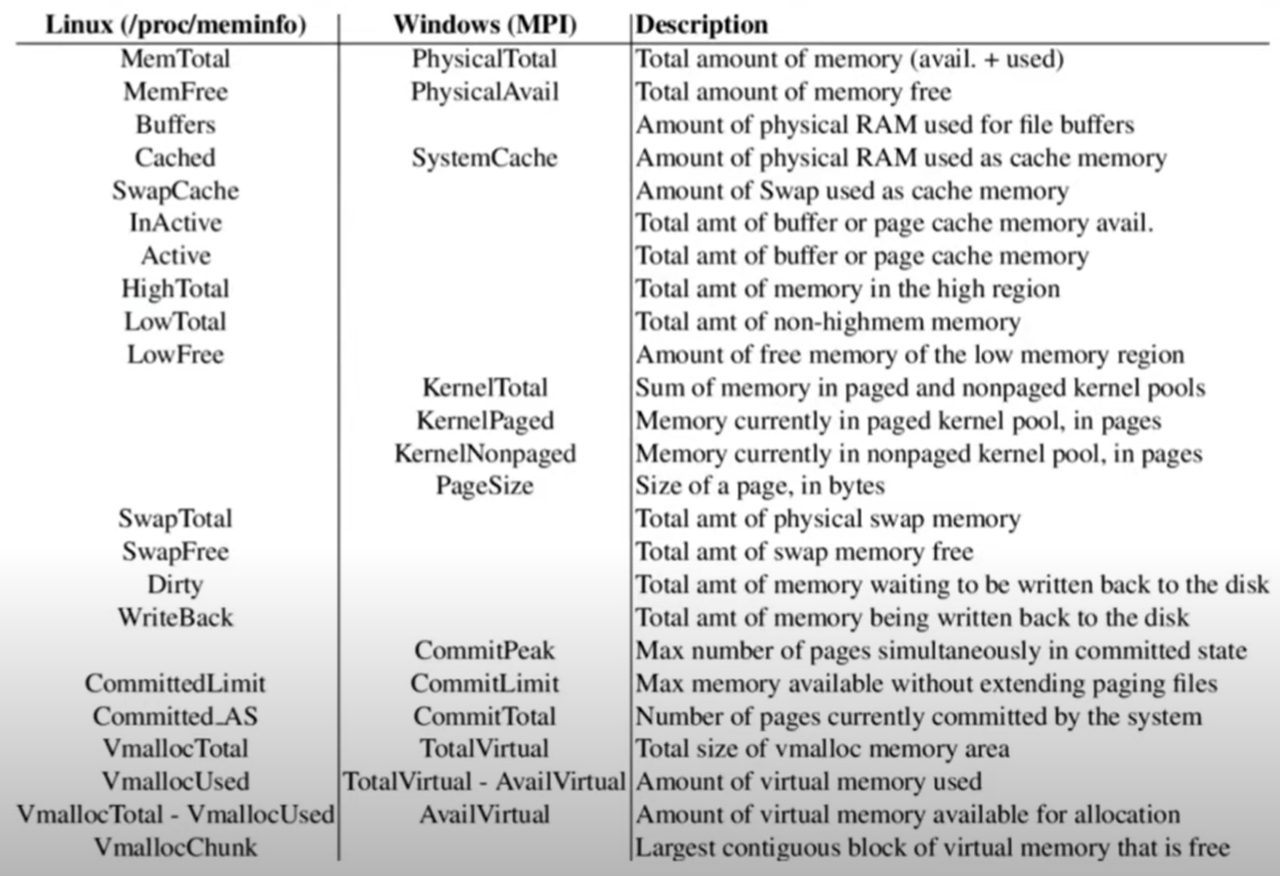 Linux (/proc/meminfo) Windows (MPI) Description
MemTotal PhysicalTotal Total amount of memory (avail. + used)
MemFree PhysicalAvail Total amount of memory free
Buffers Amount of physical RAM used for file buffers
Cached SystemCache Amount of physical RAM used as cache memory
SwapCache Amount of Swap used as cache memory
InActive Total amt of buffer or page cache memory avail.
Active Total amt of buffer or page cache memory
HighTotal Total amt of memory in the high region
LowTotal Total amt of non-highmem memory
LowFree Amount of free memory of the low memory region
KernelTotal Sum of memory in paged and nonpaged kernel pools
KernelPaged Memory currently in paged kernel pool, in pages
KernelNonpaged Memory currently in nonpaged kernel pool, in pages
PageSize Size of a page, in bytes
SwapTotal Total amt of physical swap memory
SwapFree Total amt of swap memory free
Dirty Total amt of memory waiting to be written back to the disk
WriteBack Total amt of memory being written back to the disk
CommitPeak Max number of pages simultaneously in committed state
CommittedLimit CommitLimit Max memory available without extending paging files
Committed_AS CommitTotal Number of pages currently committed by the system
VmallocTotal TotalVirtual Total size of vmalloc memory area
VmallocUsed TotalVirtual - AvailVirtual Amount of virtual memory used
VmallocTotal - VmallocUsed AvailVirtual Amount of virtual memory available for allocation
VmallocChunk Largest contiguous block of virtual memory that is free